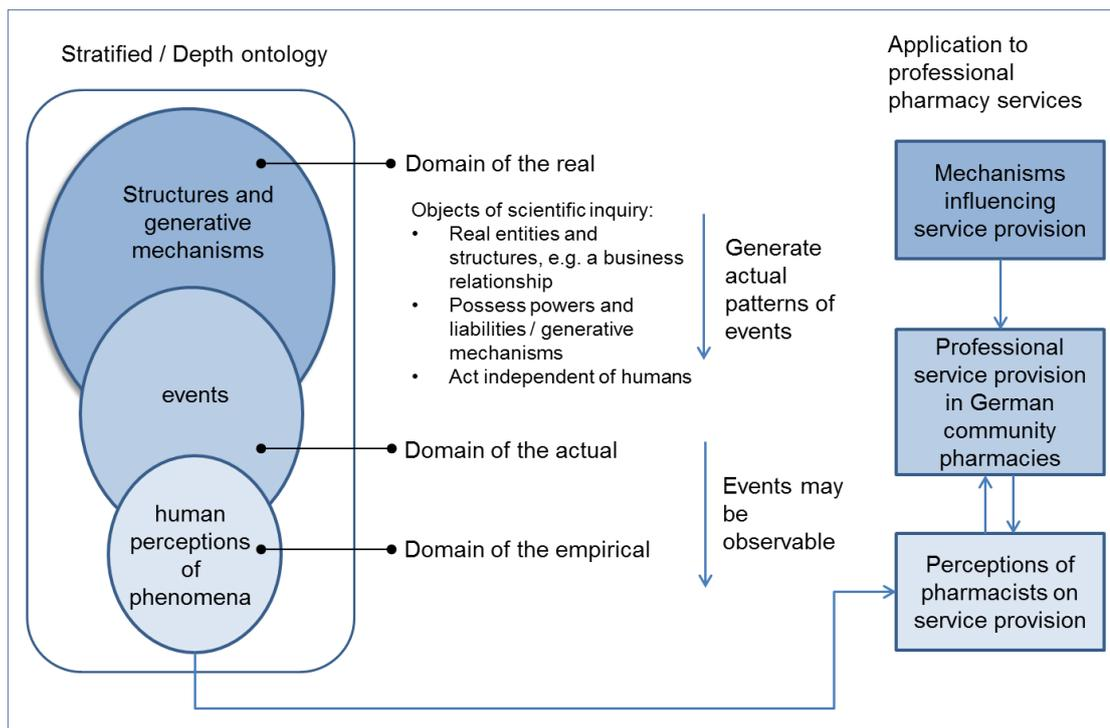 Stratified / Depth ontology
Application to
professional
pharmacy services
Structures and
generative
mechanisms
events
human
perceptions
of
phenomena
Domain of the real
Objects of scientific inquiry:
• Real entities and
structures, e.g. a business
relationship
• Possess powers and
liabilities / generative
mechanisms
• Act independent of humans
Domain of the actual
Domain of the empirical
Generate
actual
patterns of
events
Events may
be
observable
Mechanisms
influencing
service provision
Professional
service provision
in German
community
pharmacies
Perceptions of
pharmacists on
service provision